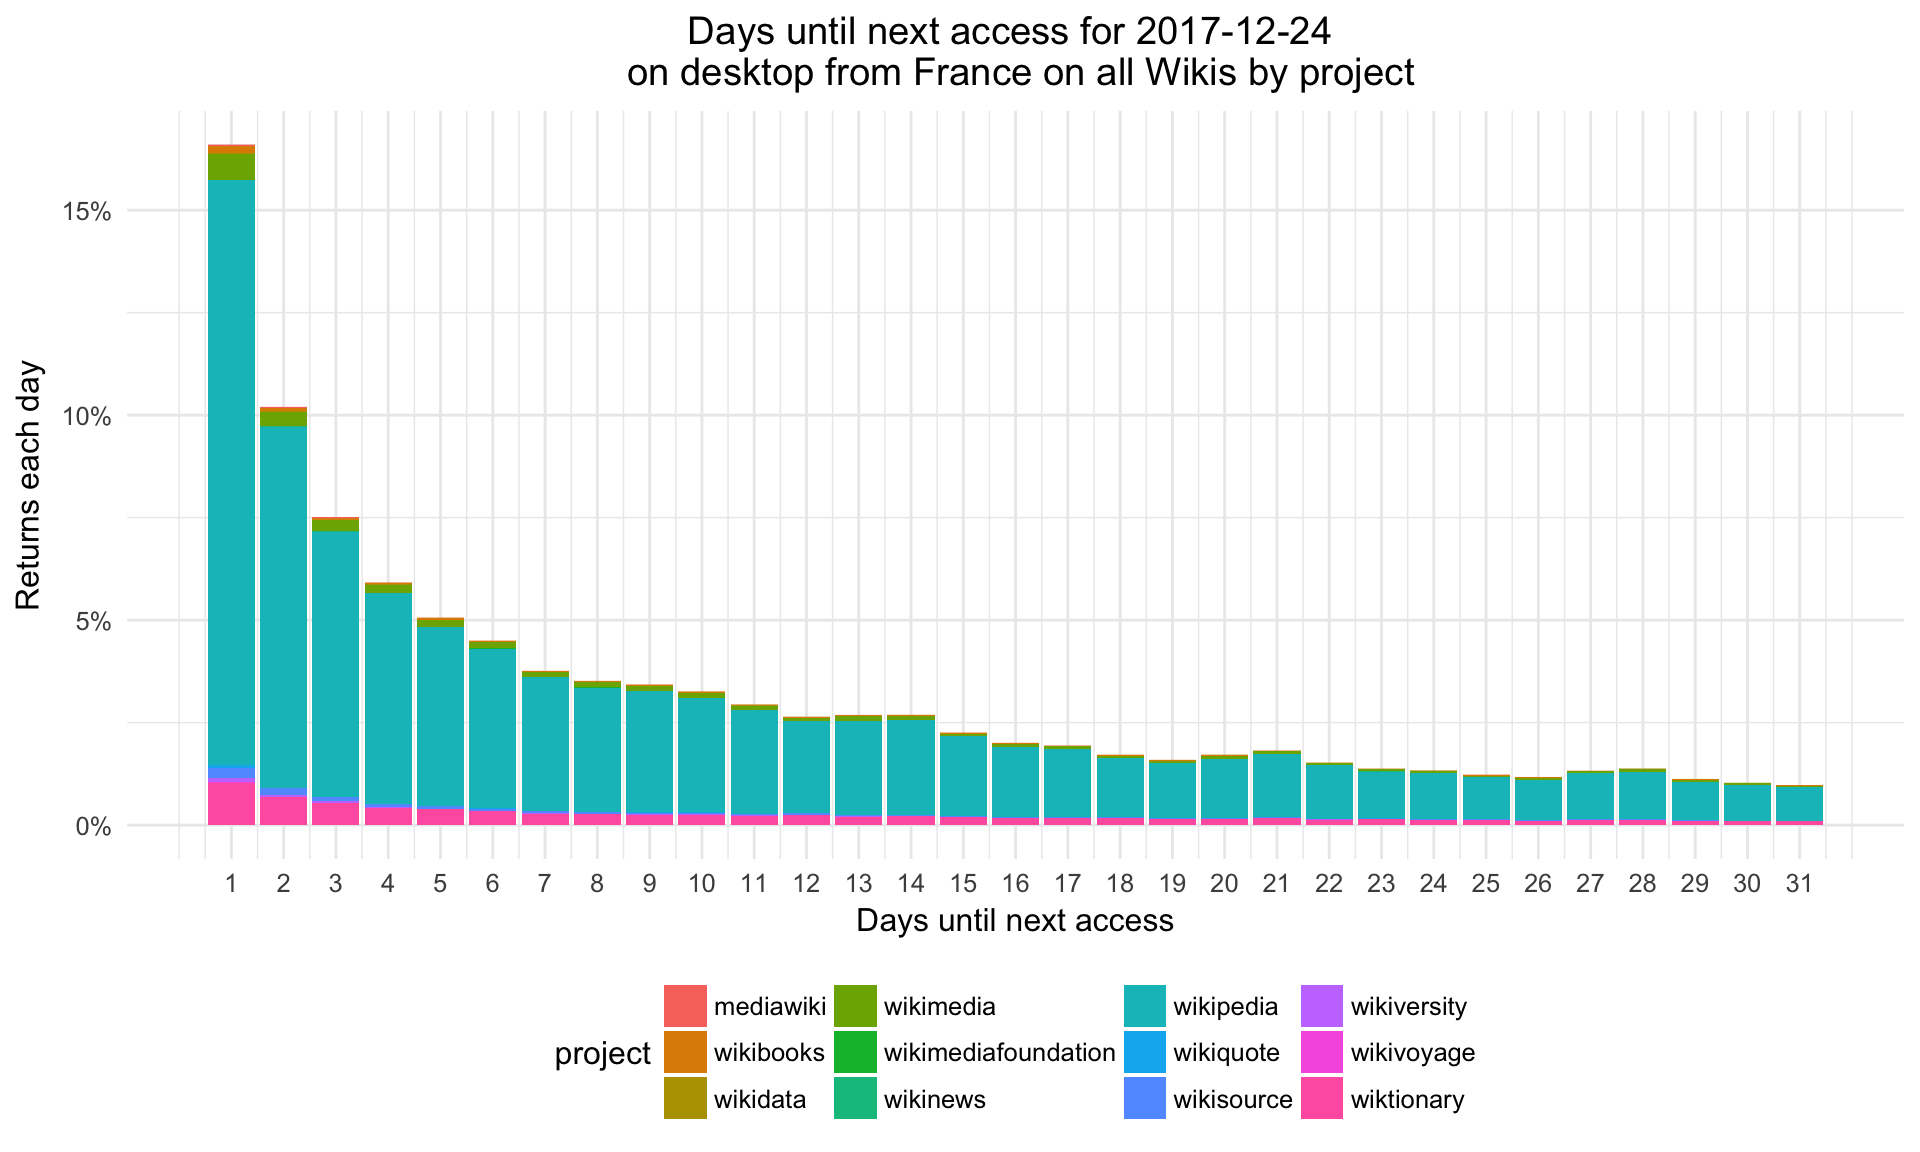 Days until next access for 2017-12-24
on desktop from France on all Wikis by project
Returns each day
15%
10%
5%
0%
1 2 3 4 5 6 7 8 9 10 11 12 13 14 15 16 17 18 19 20 21 22 23 24 25 26 27 28 29 30 31
Days until next access
project
mediawiki wikimedia wikipedia wikiversity
wikibooks wikimediafoundation wikiquote wikivoyage
wikidata wikinews wikisource wiktionary